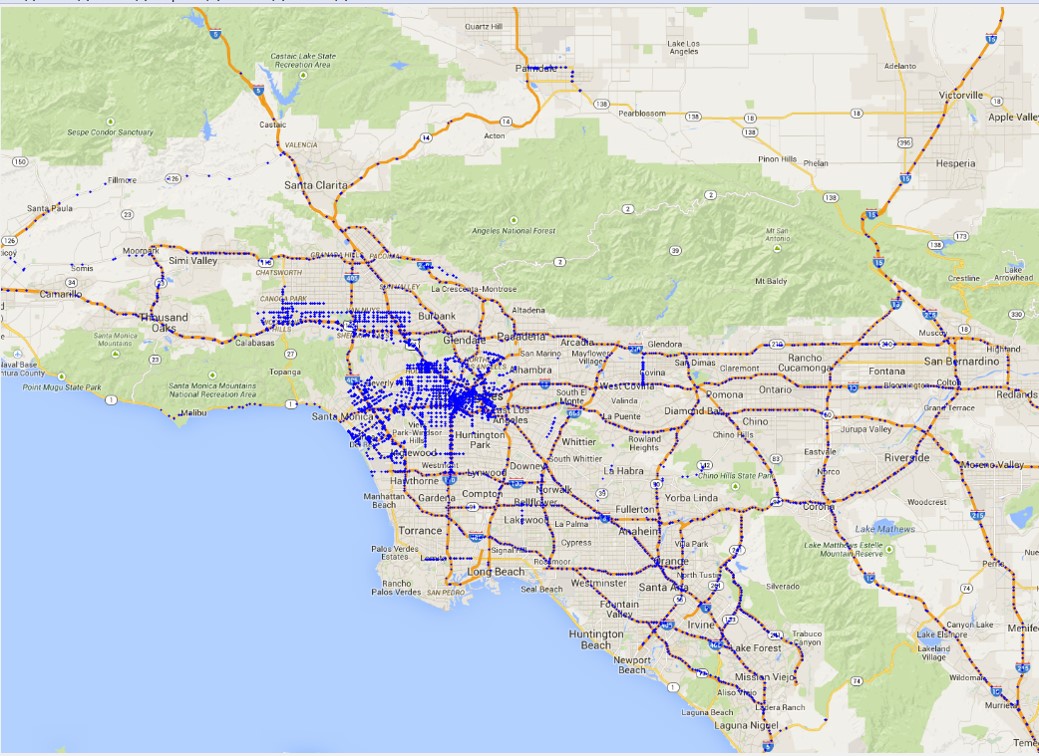 Quartz Hill
Lake Los
Angeles
Castaic Lake State
Recreation Area
Adelanto
Palmdale
Victorville
Sespe Condor Sanctuary
Castaic
Pearblossom
Apple Valley
Acton
VALENCIA
Pinon Hills
Phelan
Hesperia
Fillmore
Santa Clarita
Santa Paula
Angeles National Forest
Mt San
Antonio
Moorpark
Simi Valley
GRANADA HILLS
PACOIMA
Somis
CHATSWORTH
Mt Baldy
Crestline
Lake
Arrowhead
Camarillo
SUN VALLEY
La Crescenta-Montrose
CANOGA PARK
Altadena
Thousand
Oaks
Burbank
Muscoy
Glendale
Pasadena
Arcadia
Glendora
Calabasas
Santa Monica
Mountains
San Marino
Mayflower
Village
San Dimas
Claremont
Rancho
Cucamonga
Highland
San Bernardino
Fontana
Topanga
Alhambra
Covina
West Covina
Pomona
Ontario
Bloomington
Colton
Redlands
Point Mugu State Park
Santa Monica Mountains
National Recreation Area
Beverly
South El
Monte
Valinda
Malibu
Santa Monica
East Los
Angeles
La Puente
Diamond Bar
Chino
Grand Terrace
View
Park-Windsor
Hills
Huntington
Park
Whittier
Rowland
Heights
Chino Hills
Jurupa Valley
Inglewood
Eastvale
Riverside
Westmont
South Whittier
Downey
La Habra
Norco
Moreno Valley
Hawthorne
Lynwood
Chino Hills State Park
Manhattan
Beach
Gardena
Compton
Norwalk
Yorba Linda
Bellflower
Fullerton
Corona
Woodcrest
Torrance
Lakewood
La Palma
Anaheim
Lake Mathews
Cypress
Villa Park
Palos Verdes
Estates
Lomita
Signal Hill
Rossmoor
Orange
Lake Mathews Estelle
Mountain Reserve
Perris
Rancho
Palos Verdes
SAN PEDRO
Long Beach
Seal Beach
Westminster
Santa Ana
North Tustin
Silverado
Fountain
Valley
Irvine
Canyon Lake
Menifee
Huntington
Beach
Lake Forest
Trabuco
Canyon
Lake Elsinore
Lakeland
Village
Newport
Beach
Mission Viejo
Wildomar
Aliso Viejo
Murrieta
Laguna Beach
Ladera Ranch
Laguna Niguel